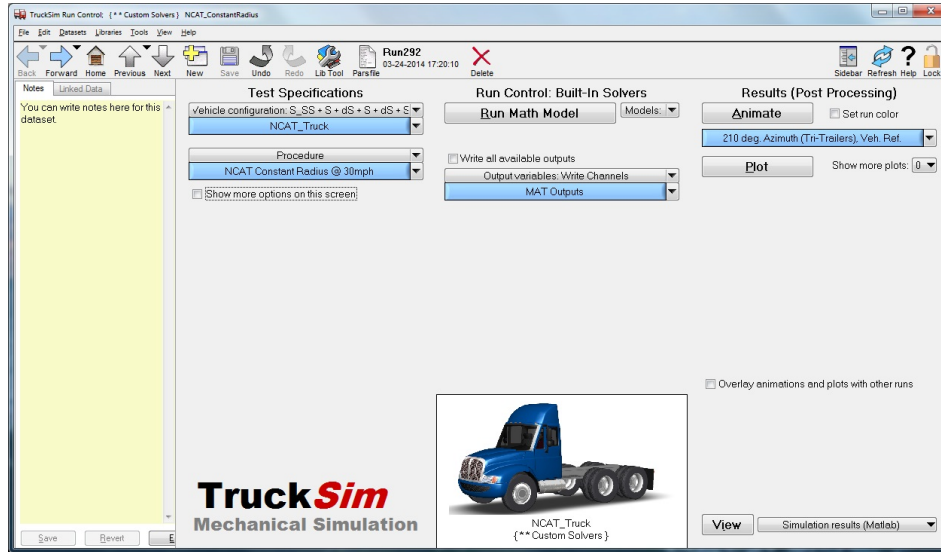 TruckSim Run Control; { ** Custom Solvers } NCAT_ConstantRadius
File Edit Datasets Libraries Tools View Help
Back Forward Home Previous Next New Save Undo Redo Lib Tool Parsfile
Run292
03-24-2014 17:20:10
Delete
Sidebar Refresh Help Lock
Notes Linked Data
You can write notes here for this
dataset.
Save Revert E
Test Specifications
Vehicle configuration: S_SS + S + dS + S + dS + S
NCAT_Truck
Procedure
NCAT Constant Radius @ 30mph
Show more options on this screen
TruckSim
Mechanical Simulation
Run Control: Built-In Solvers
Run Math Model Models:
Write all available outputs
Output variables: Write Channels
MAT Outputs
NCAT_Truck
{ ** Custom Solvers }
Results (Post Processing)
Animate Set run color
210 deg. Azimuth (Tri-Trailers), Veh. Ref.
Plot Show more plots: 0
Overlay animations and plots with other runs
View Simulation results (Matlab)